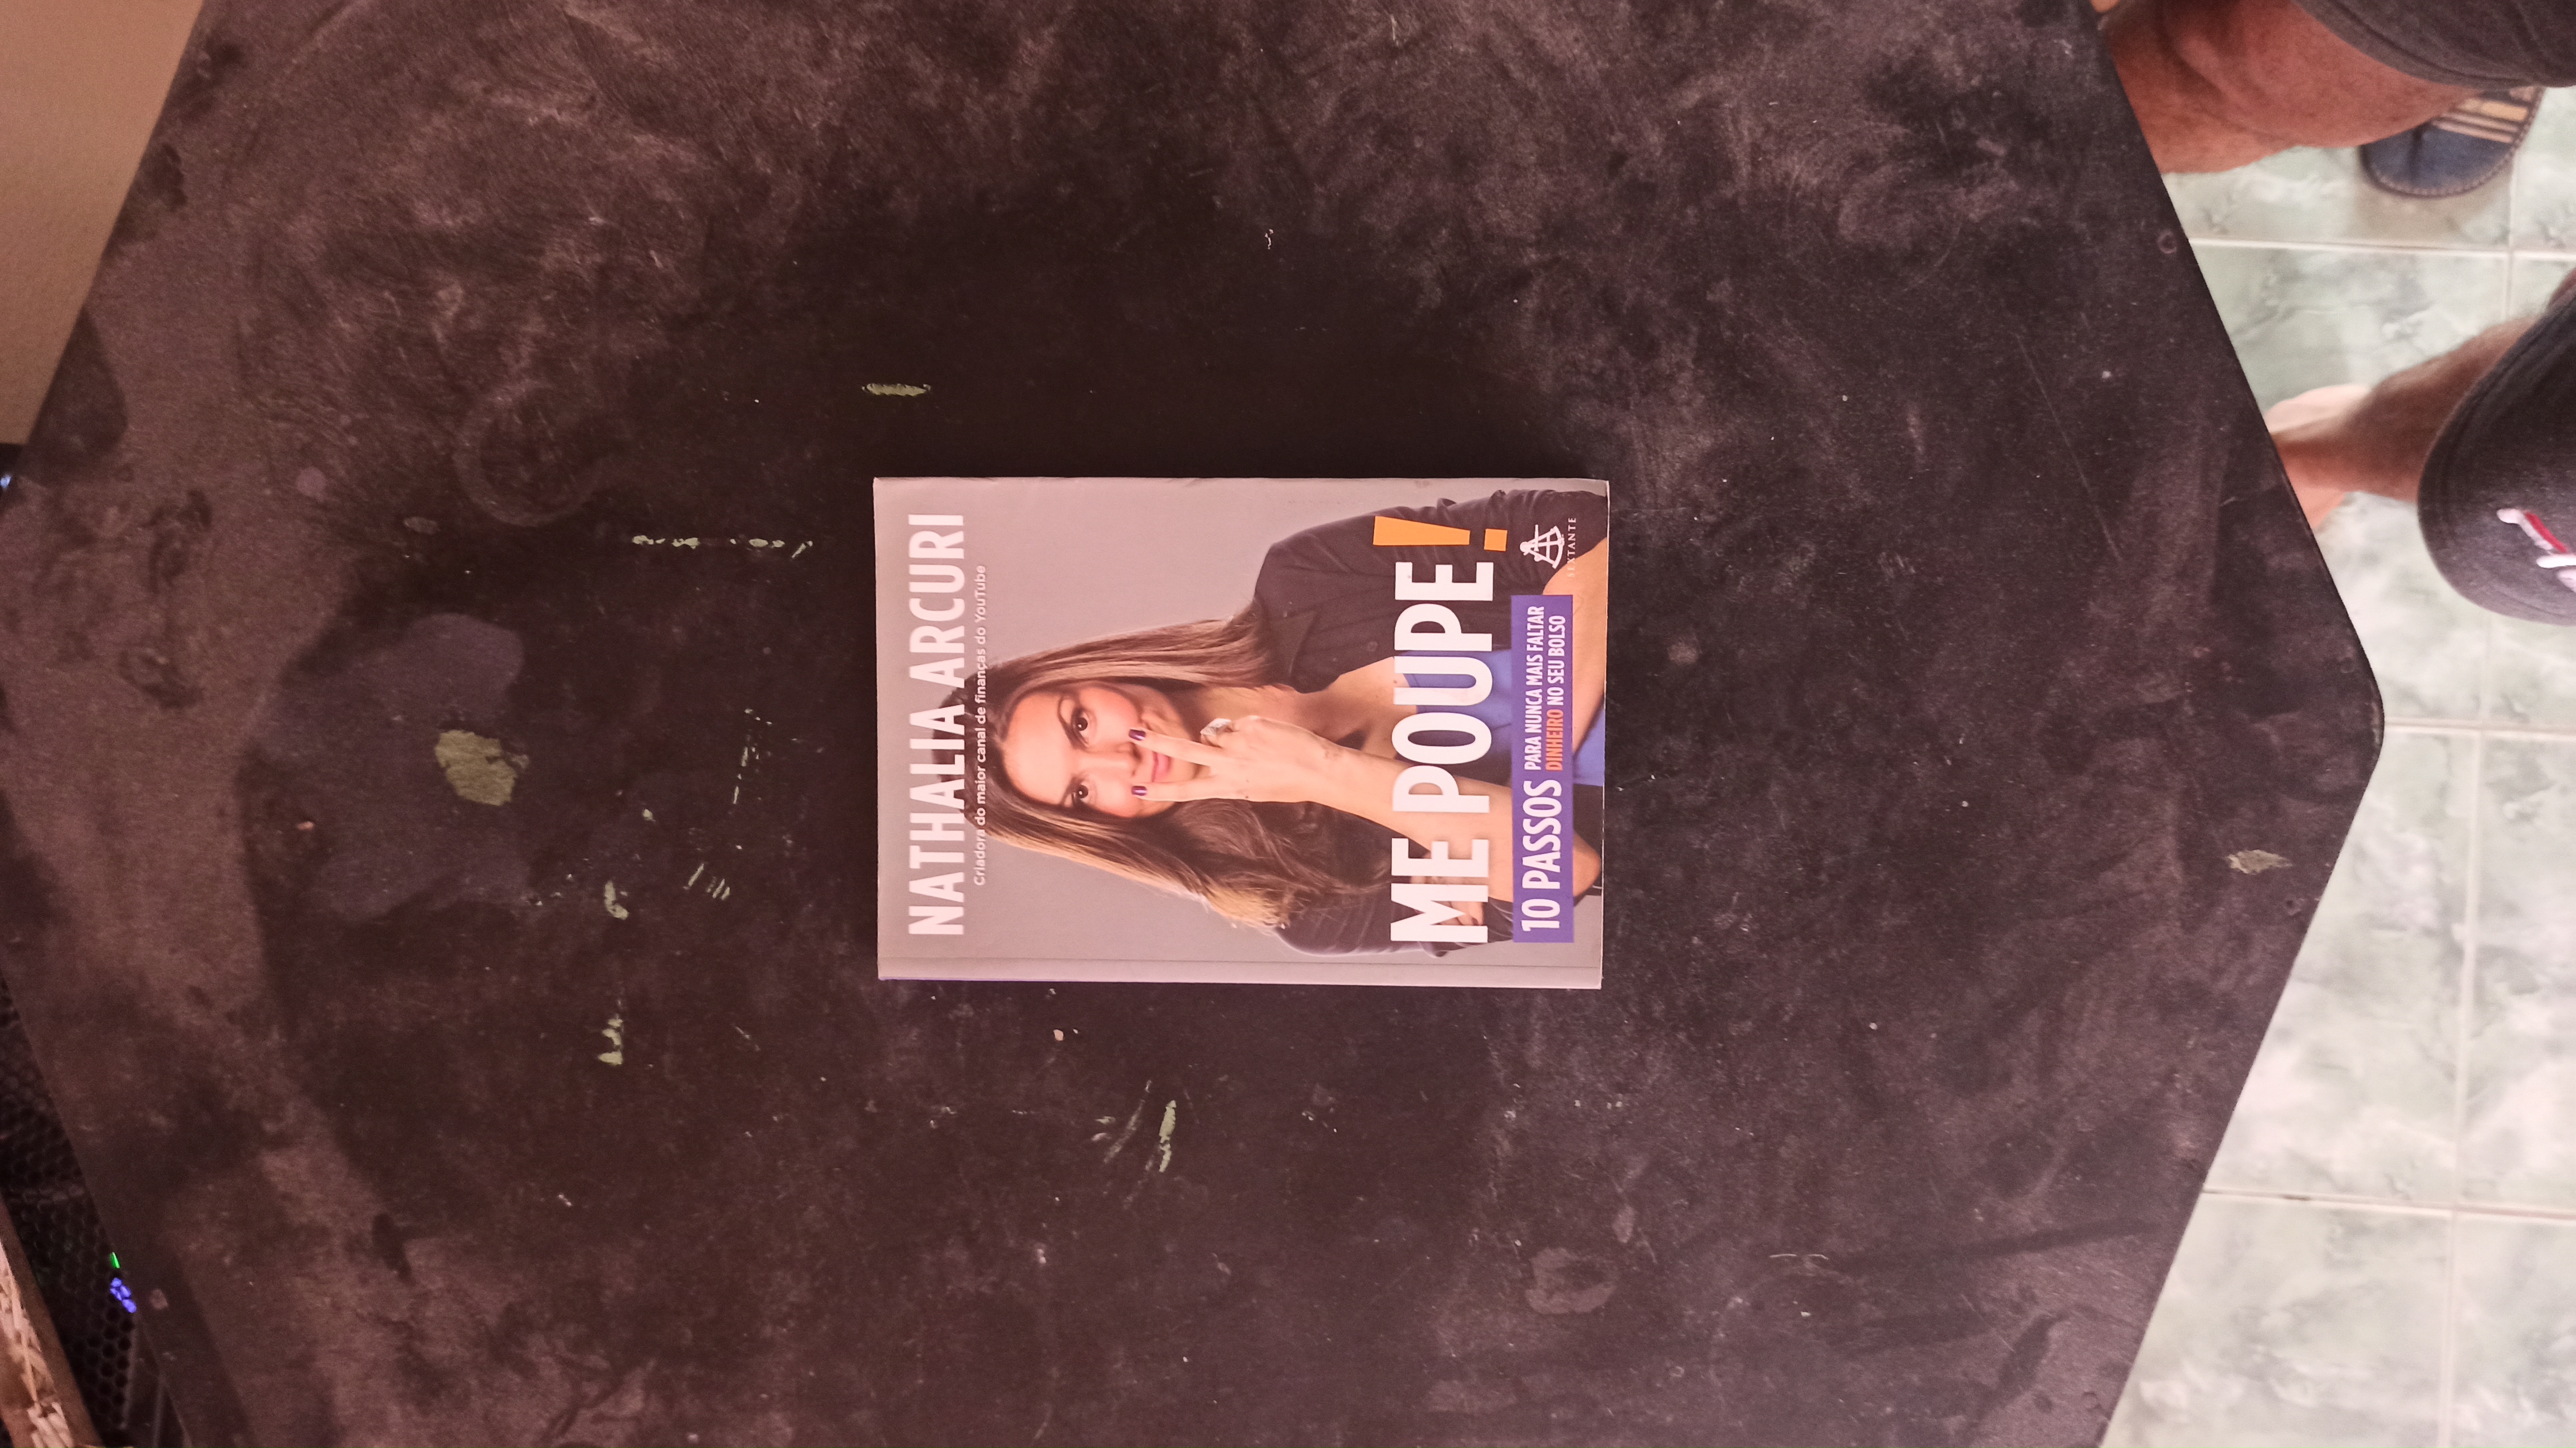 NATHALIA ARCURI
Criadora do maior canal de finanças do YouTube
ME POUPE!
10 PASSOS PARA NUNCA MAIS FALTAR
DINHEIRO NO SEU BOLSO
SEXTANTE